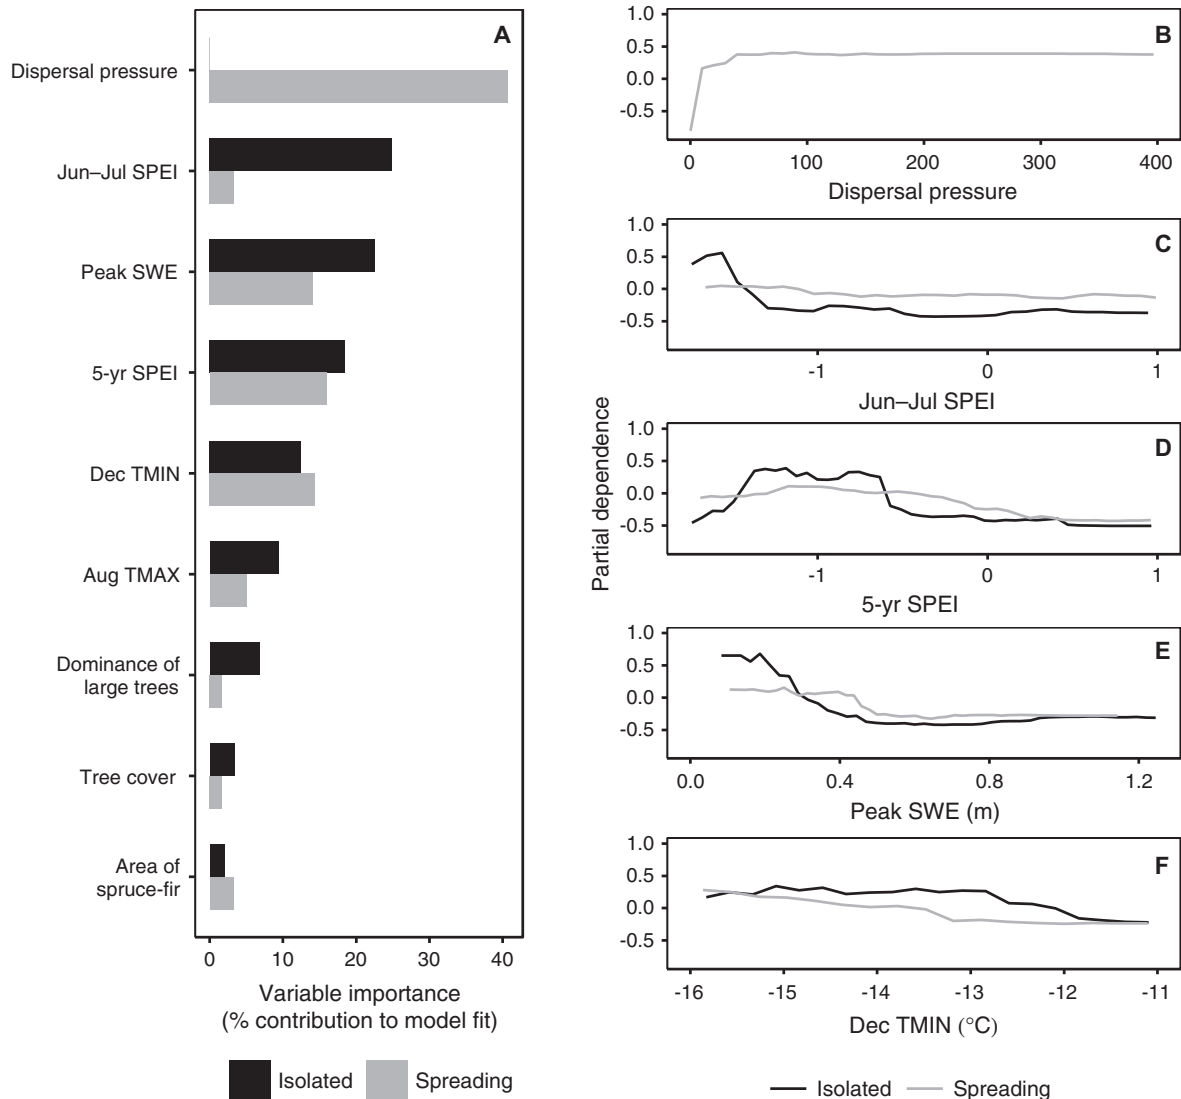 A
Dispersal pressure
Jun–Jul SPEI
Peak SWE
5-yr SPEI
Dec TMIN
Aug TMAX
Dominance of
large trees
Tree cover
Area of
spruce-fir
0 10 20 30 40
Variable importance
(% contribution to model fit)
Isolated Spreading
Partial dependence
B
1.0
0.5
0.0
-0.5
0 100 200 300 400
Dispersal pressure
C
1.0
0.5
0.0
-0.5
-1 0 1
Jun–Jul SPEI
D
1.0
0.5
0.0
-0.5
-1 0 1
5-yr SPEI
E
1.0
0.5
0.0
-0.5
0.0 0.4 0.8 1.2
Peak SWE (m)
F
1.0
0.5
0.0
-0.5
-16 -15 -14 -13 -12 -11
Dec TMIN (°C)
Isolated Spreading